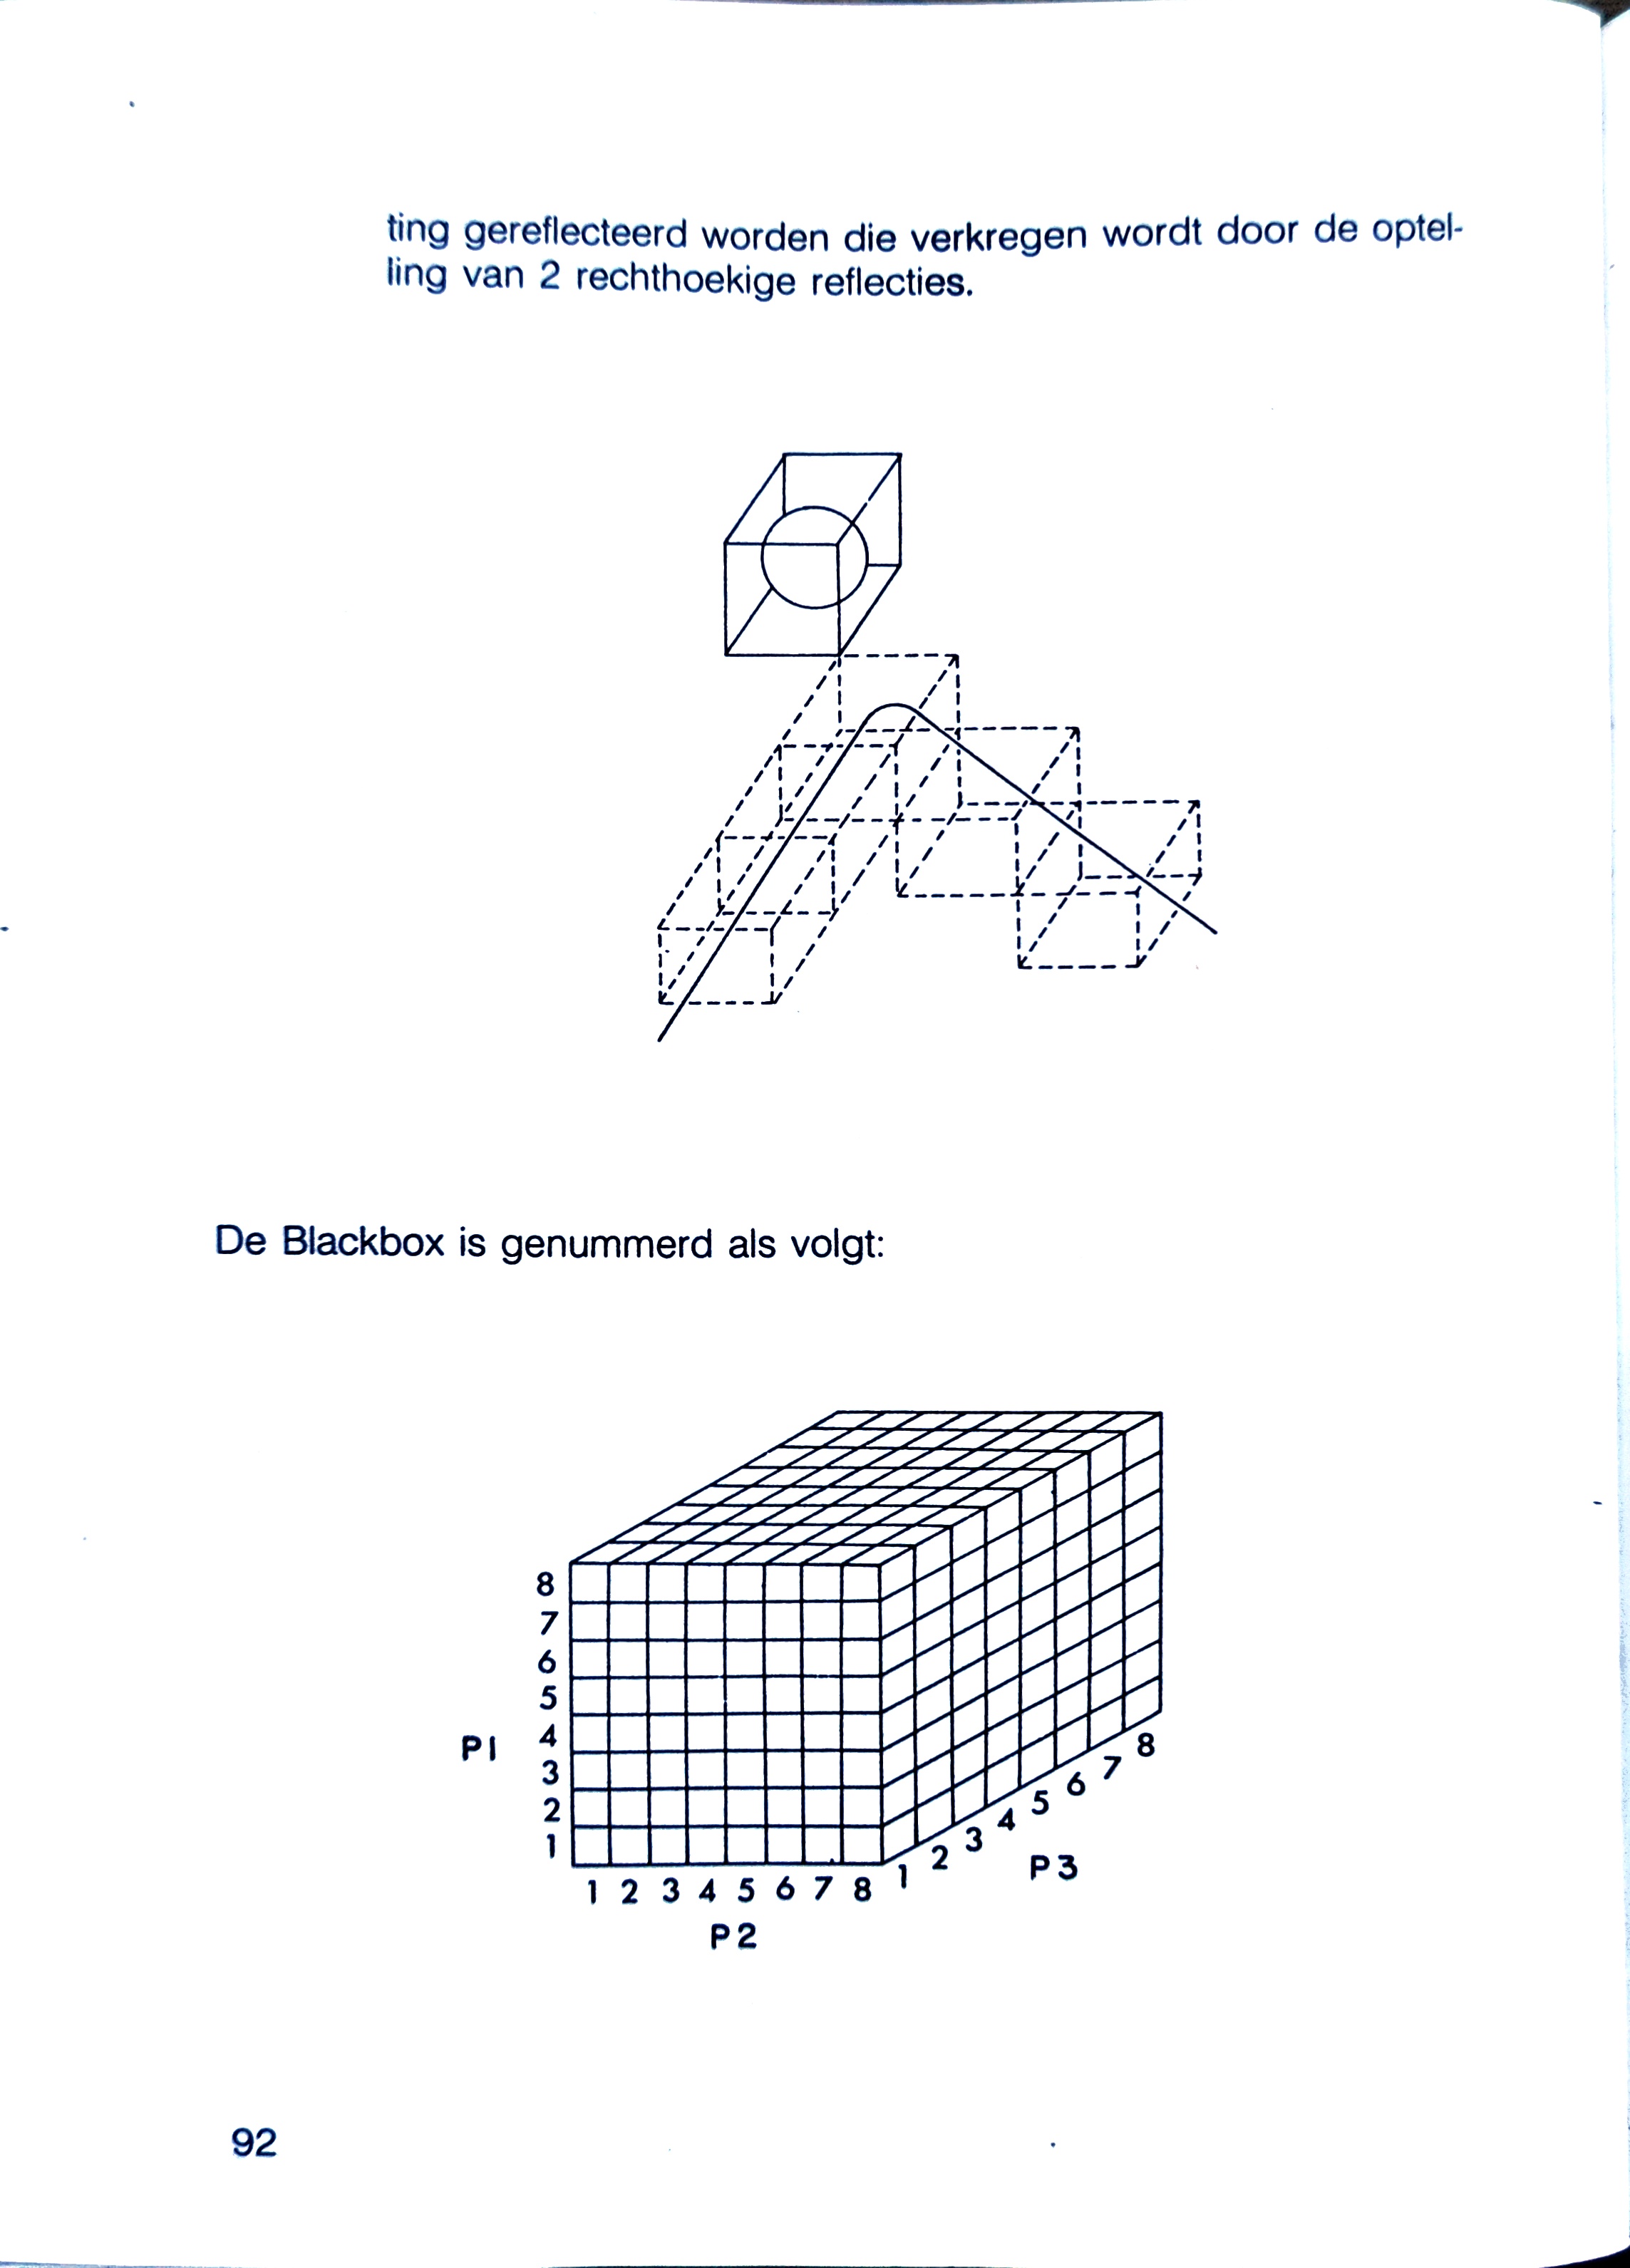 ting gereflecteerd worden die verkregen wordt door de optel-
ling van 2 rechthoekige reflecties.
De Blackbox is genummerd als volgt:
8
7
6
5
4
3
2
1
P1
1 2 3 4 5 6 7 8
P2
1 2 3 4 5 6 7 8
P3
92